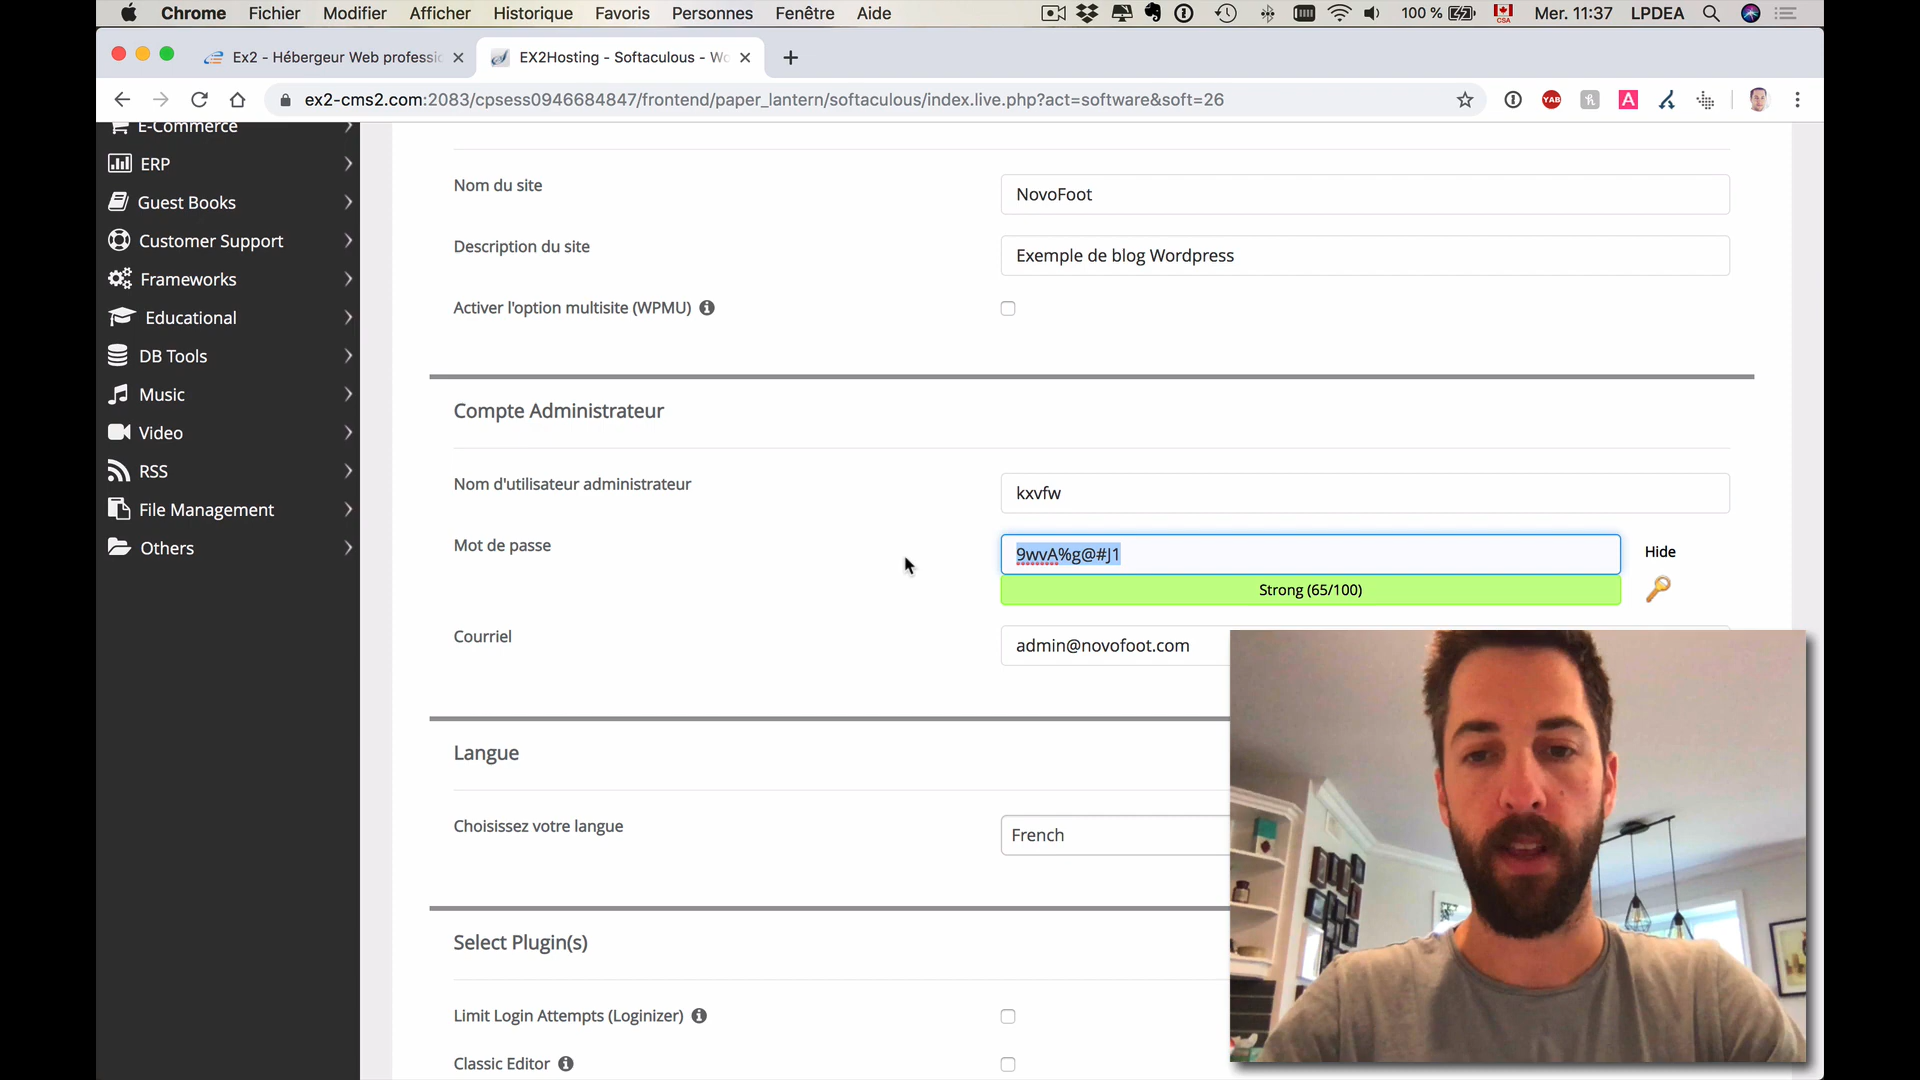 Chrome Fichier Modifier Afficher Historique Favoris Personnes Fenêtre Aide 100 % CSA Mer. 11:37 LPDEA
Ex2 - Hébergeur Web professi EX2Hosting - Softaculous - Wo
ex2-cms2.com:2083/cpsess0946684847/frontend/paper_lantern/softaculous/index.live.php?act=software&soft=26 YAB A
E-Commerce
ERP
Guest Books
Customer Support
Frameworks
Educational
DB Tools
Music
Video
RSS
File Management
Others
Nom du site NovoFoot
Description du site Exemple de blog Wordpress
Activer l'option multisite (WPMU)
Compte Administrateur
Nom d'utilisateur administrateur kxvfw
Mot de passe 9wvA%g@#J1 Hide
Strong (65/100)
Courriel admin@novofoot.com
Langue
Choisissez votre langue French
Select Plugin(s)
Limit Login Attempts (Loginizer)
Classic Editor